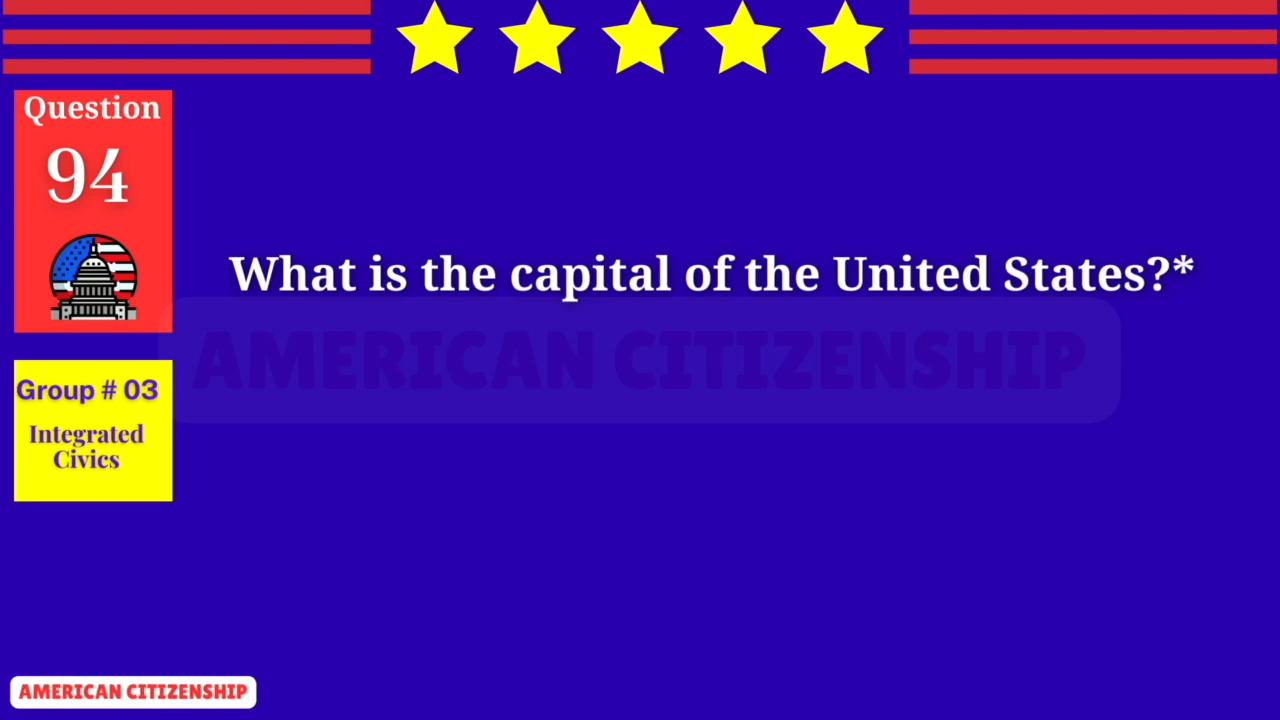 Question
94
What is the capital of the United States?*
AMERICAN CITIZENSHIP
Group # 03
Integrated
Civics
AMERICAN CITIZENSHIP